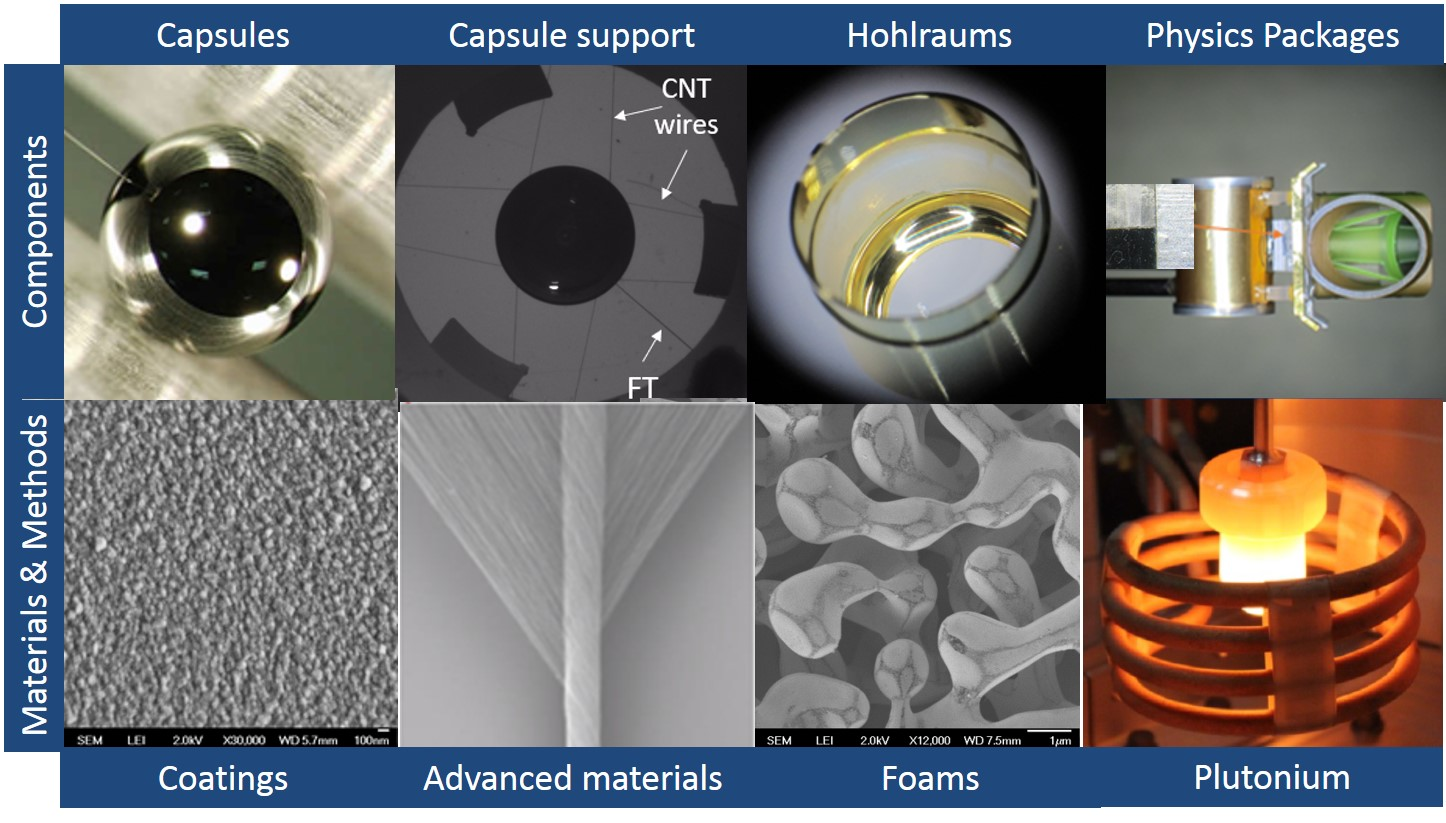 Capsules
Capsule support
Hohlraums
Physics Packages
Components
CNT
wires
FT
Materials & Methods
SEM LEI 2.0kV X30,000 WD 5.7mm 100nm
SEM LEI 2.0kV X12,000 WD 7.5mm 1µm
Coatings
Advanced materials
Foams
Plutonium